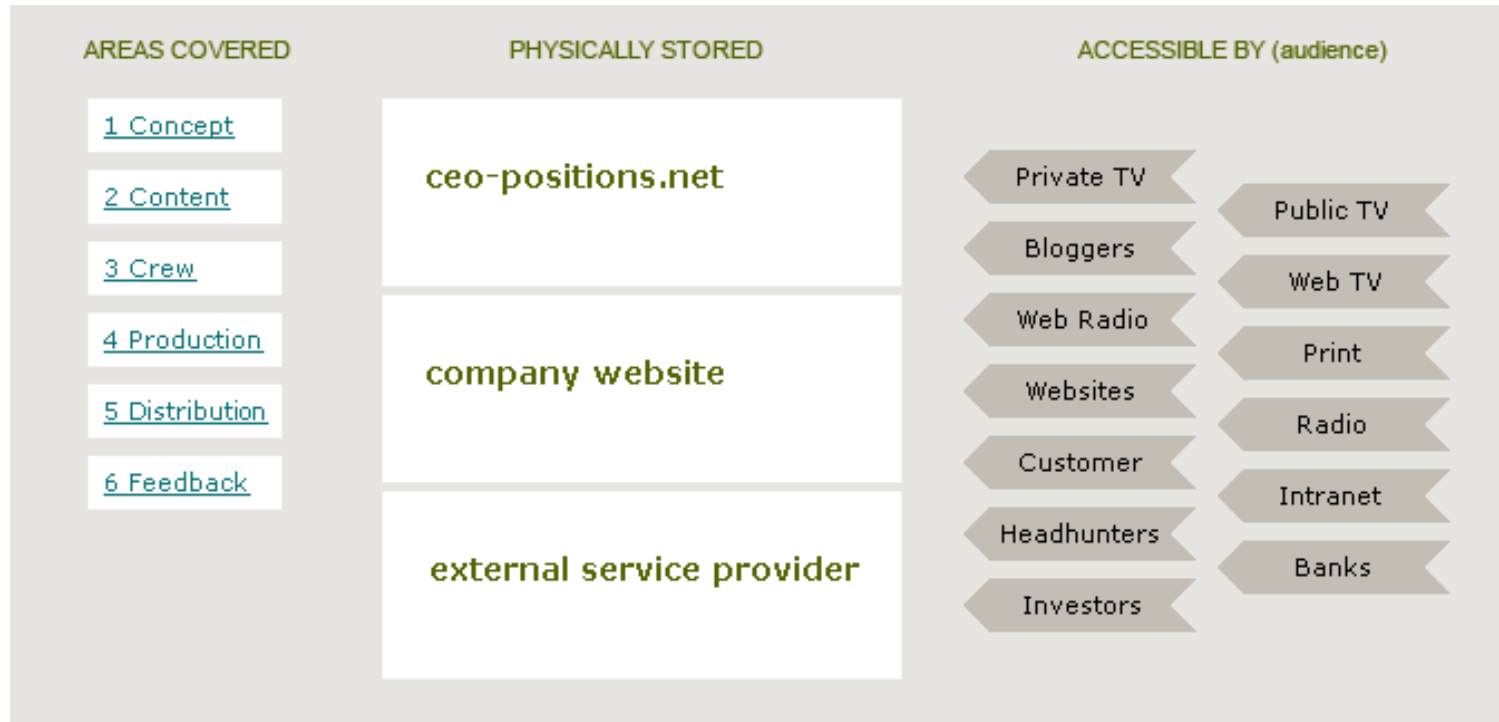 AREAS COVERED
PHYSICALLY STORED
ACCESSIBLE BY (audience)
1 Concept
2 Content
3 Crew
4 Production
5 Distribution
6 Feedback
ceo-positions.net
company website
external service provider
Private TV
Bloggers
Web Radio
Websites
Customer
Headhunters
Investors
Public TV
Web TV
Print
Radio
Intranet
Banks